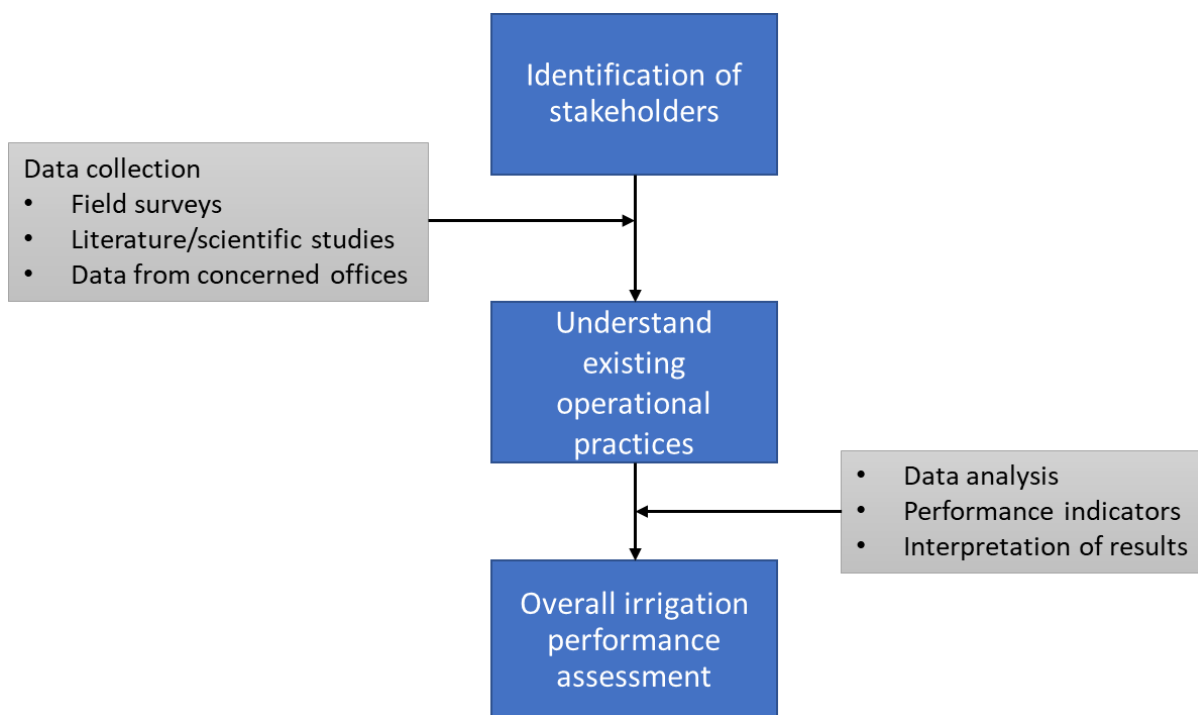 Identification of
stakeholders
Data collection
• Field surveys
• Literature/scientific studies
• Data from concerned offices
Understand
existing
operational
practices
• Data analysis
• Performance indicators
• Interpretation of results
Overall irrigation
performance
assessment